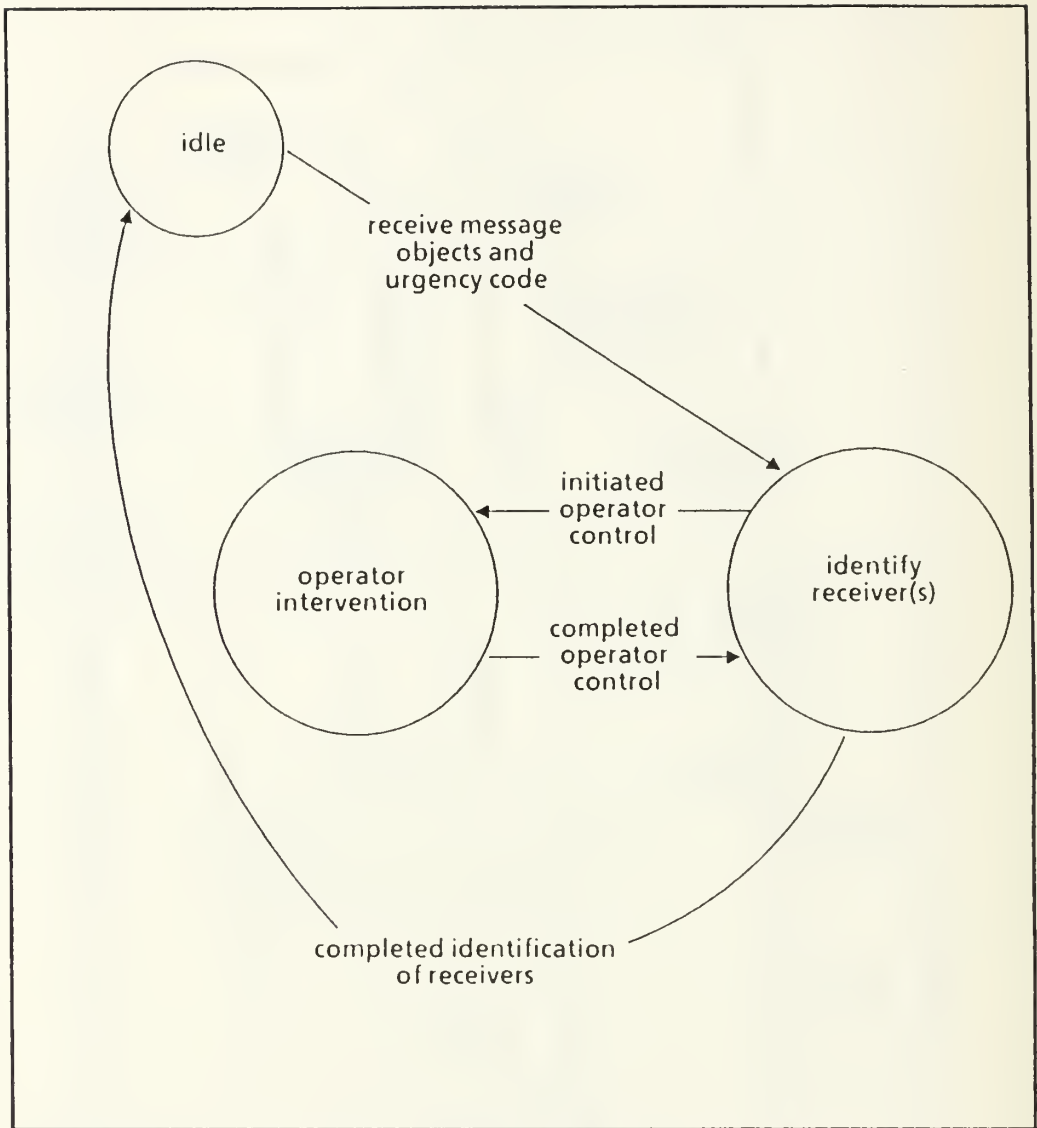 idle
receive message
objects and
urgency code
initiated
operator
control
operator
intervention
identify
receiver(s)
completed
operator
control
completed identification
of receivers